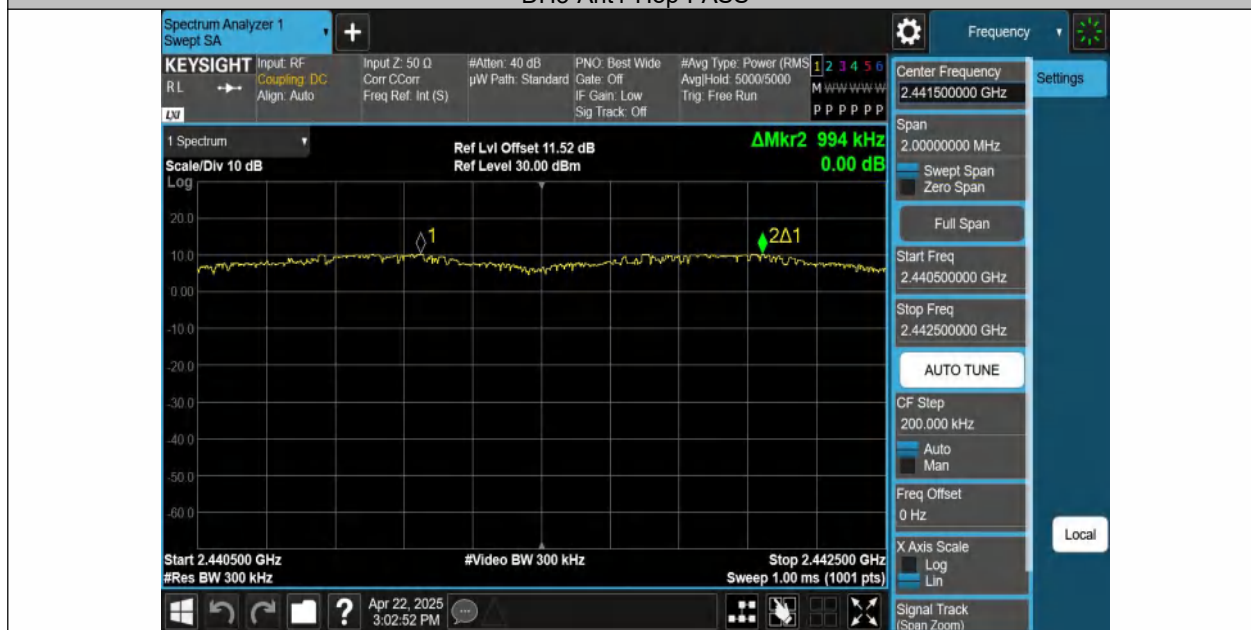 DH5 Ant1 Hop PASS
Spectrum Analyzer 1
Swept SA
+
Frequency
KEYSIGHT
RL
LXI
Input: RF
Coupling: DC
Align: Auto
Input Z: 50 Ω
Corr CCorr
Freq Ref: Int (S)
#Atten: 40 dB
µW Path: Standard
PNO: Best Wide
Gate: Off
IF Gain: Low
Sig Track: Off
#Avg Type: Power (RMS
Avg|Hold: 5000/5000
Trig: Free Run
1 2 3 4 5 6
M W W W W W
P P P P P P
1 Spectrum
Scale/Div 10 dB
Log
Ref Lvl Offset 11.52 dB
Ref Level 30.00 dBm
ΔMkr2 994 kHz
0.00 dB
20.0
10.0
0.00
-10.0
-20.0
-30.0
-40.0
-50.0
-60.0
1
2Δ1
Start 2.440500 GHz
#Res BW 300 kHz
#Video BW 300 kHz
Stop 2.442500 GHz
Sweep 1.00 ms (1001 pts)
?
Apr 22, 2025
3:02:52 PM
Center Frequency
2.441500000 GHz
Settings
Span
2.00000000 MHz
Swept Span
Zero Span
Full Span
Start Freq
2.440500000 GHz
Stop Freq
2.442500000 GHz
AUTO TUNE
CF Step
200.000 kHz
Auto
Man
Freq Offset
0 Hz
X Axis Scale
Log
Lin
Local
Signal Track
(Span Zoom)